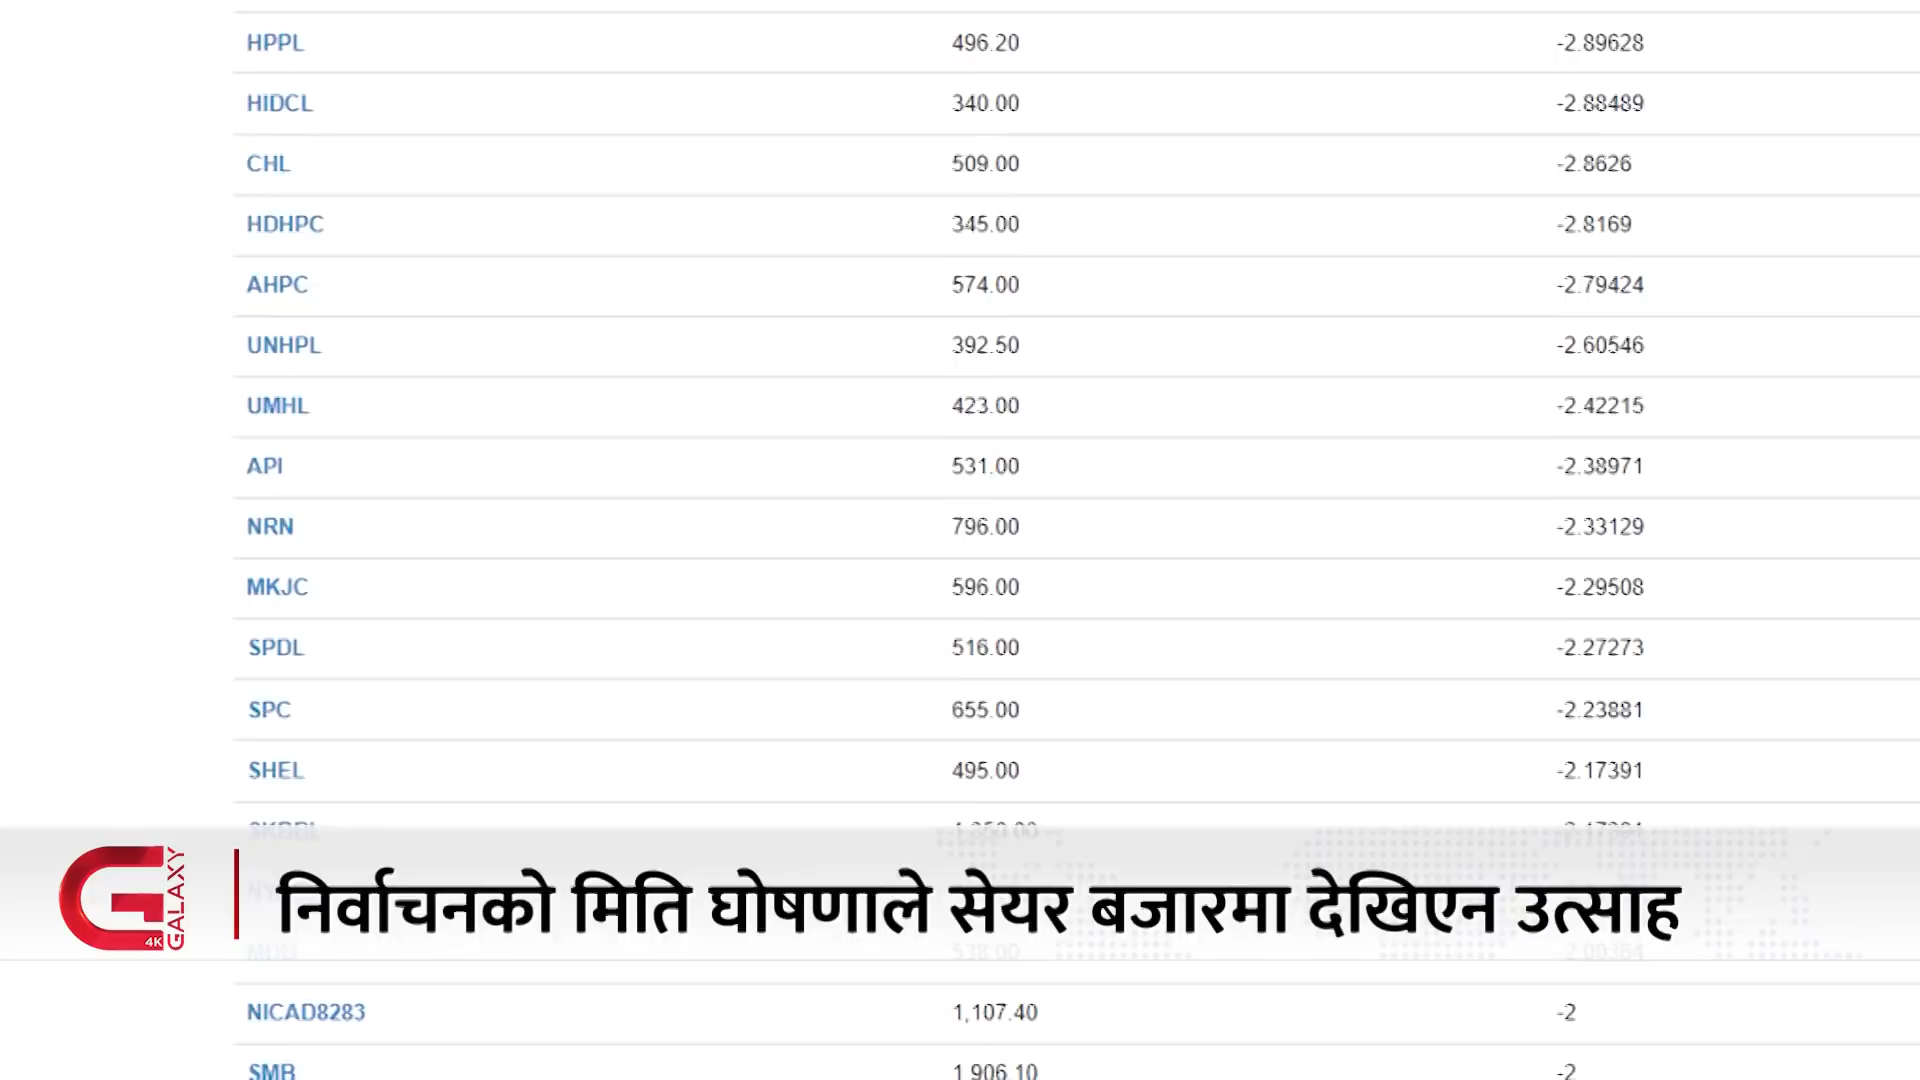 HPPL 496.20 -2.89628
HIDCL 340.00 -2.88489
CHL 509.00 -2.8626
HDHPC 345.00 -2.8169
AHPC 574.00 -2.79424
UNHPL 392.50 -2.60546
UMHL 423.00 -2.42215
API 531.00 -2.38971
NRN 796.00 -2.33129
MKJC 596.00 -2.29508
SPDL 516.00 -2.27273
SPC 655.00 -2.23881
SHEL 495.00 -2.17391
G GALAXY 4K
निर्वाचनको मिति घोषणाले सेयर बजारमा देखिएन उत्साह
538.00 -2.00364
NICAD8283 1,107.40 -2
SMB 1,906.10 -2